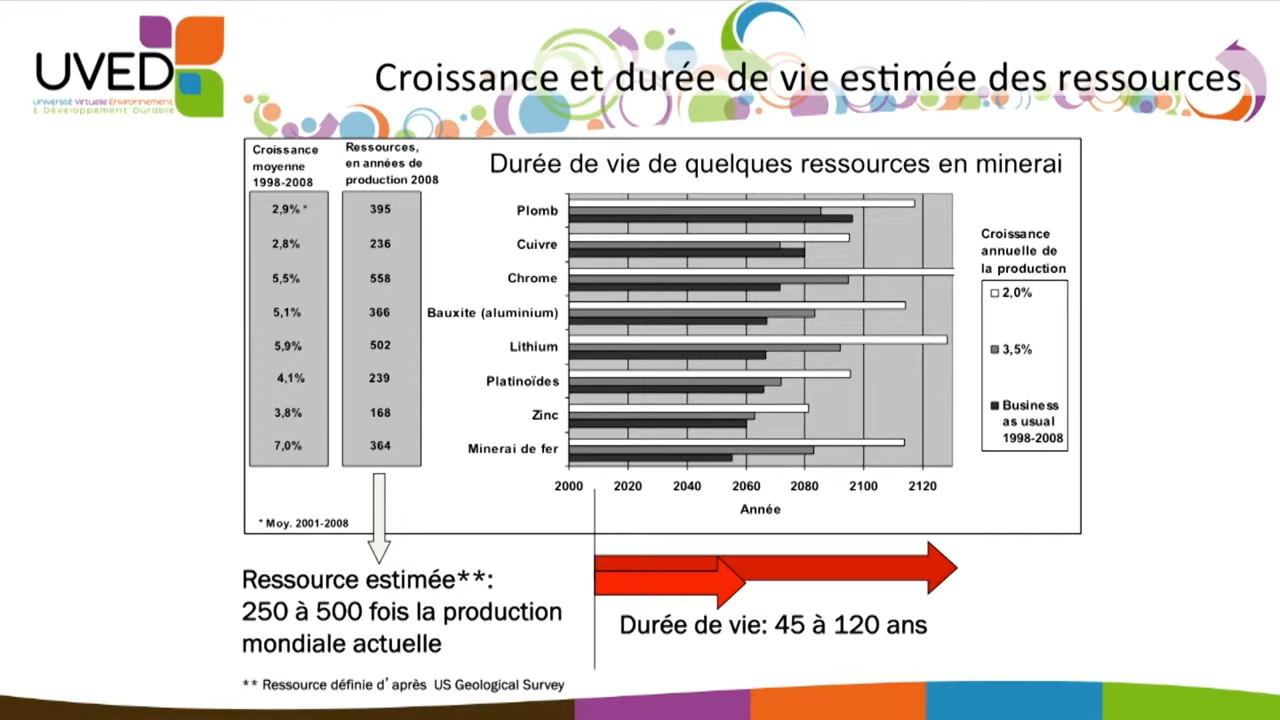 UVED
Université Virtuelle Environnement
& Développement Durable
Croissance et durée de vie estimée des ressources
Croissance
moyenne
1998-2008
Ressources,
en années de
production 2008
Durée de vie de quelques ressources en minerai
2,9% *
395
Plomb
2,8%
236
Cuivre
5,5%
558
Chrome
5,1%
366
Bauxite (aluminium)
5,9%
502
Lithium
4,1%
239
Platinoïdes
3,8%
168
Zinc
7,0%
364
Minerai de fer
2000 2020 2040 2060 2080 2100 2120
Année
Croissance
annuelle de
la production
2,0%
3,5%
Business
as usual
1998-2008
* Moy. 2001-2008
Ressource estimée**:
250 à 500 fois la production
mondiale actuelle
Durée de vie: 45 à 120 ans
** Ressource définie d’après US Geological Survey